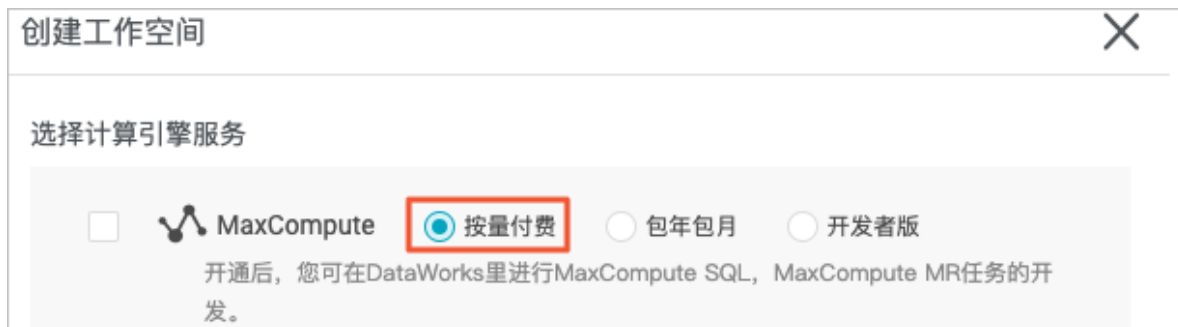 创建工作空间
选择计算引擎服务
MaxCompute 按量付费 包年包月 开发者版
开通后，您可在DataWorks里进行MaxCompute SQL，MaxCompute MR任务的开
发。